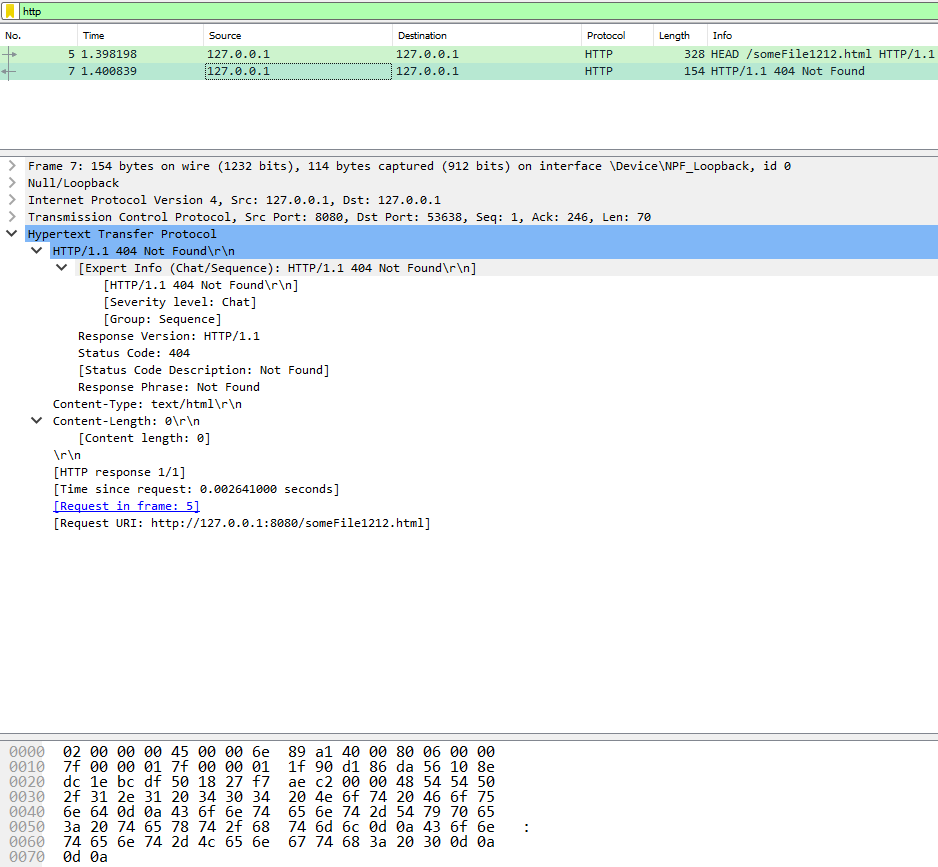 http
No. Time Source Destination Protocol Length Info
5 1.398198 127.0.0.1 127.0.0.1 HTTP 328 HEAD /someFile1212.html HTTP/1.1
7 1.400839 127.0.0.1 127.0.0.1 HTTP 154 HTTP/1.1 404 Not Found
Frame 7: 154 bytes on wire (1232 bits), 114 bytes captured (912 bits) on interface \Device\NPF_Loopback, id 0
Null/Loopback
Internet Protocol Version 4, Src: 127.0.0.1, Dst: 127.0.0.1
Transmission Control Protocol, Src Port: 8080, Dst Port: 53638, Seq: 1, Ack: 246, Len: 70
Hypertext Transfer Protocol
HTTP/1.1 404 Not Found\r\n
[Expert Info (Chat/Sequence): HTTP/1.1 404 Not Found\r\n]
[HTTP/1.1 404 Not Found\r\n]
[Severity level: Chat]
[Group: Sequence]
Response Version: HTTP/1.1
Status Code: 404
[Status Code Description: Not Found]
Response Phrase: Not Found
Content-Type: text/html\r\n
Content-Length: 0\r\n
[Content length: 0]
\r\n
[HTTP response 1/1]
[Time since request: 0.002641000 seconds]
[Request in frame: 5]
[Request URI: http://127.0.0.1:8080/someFile1212.html]
0000 02 00 00 00 45 00 00 6e 89 a1 40 00 80 06 00 00
0010 7f 00 00 01 7f 00 00 01 1f 90 d1 86 da 56 10 8e
0020 dc 1e bc df 50 18 27 f7 ae c2 00 00 48 54 54 50
0030 2f 31 2e 31 20 34 30 34 20 4e 6f 74 20 46 6f 75
0040 6e 64 0d 0a 43 6f 6e 74 65 6e 74 2d 54 79 70 65
0050 3a 20 74 65 78 74 2f 68 74 6d 6c 0d 0a 43 6f 6e :
0060 74 65 6e 74 2d 4c 65 6e 67 74 68 3a 20 30 0d 0a
0070 0d 0a